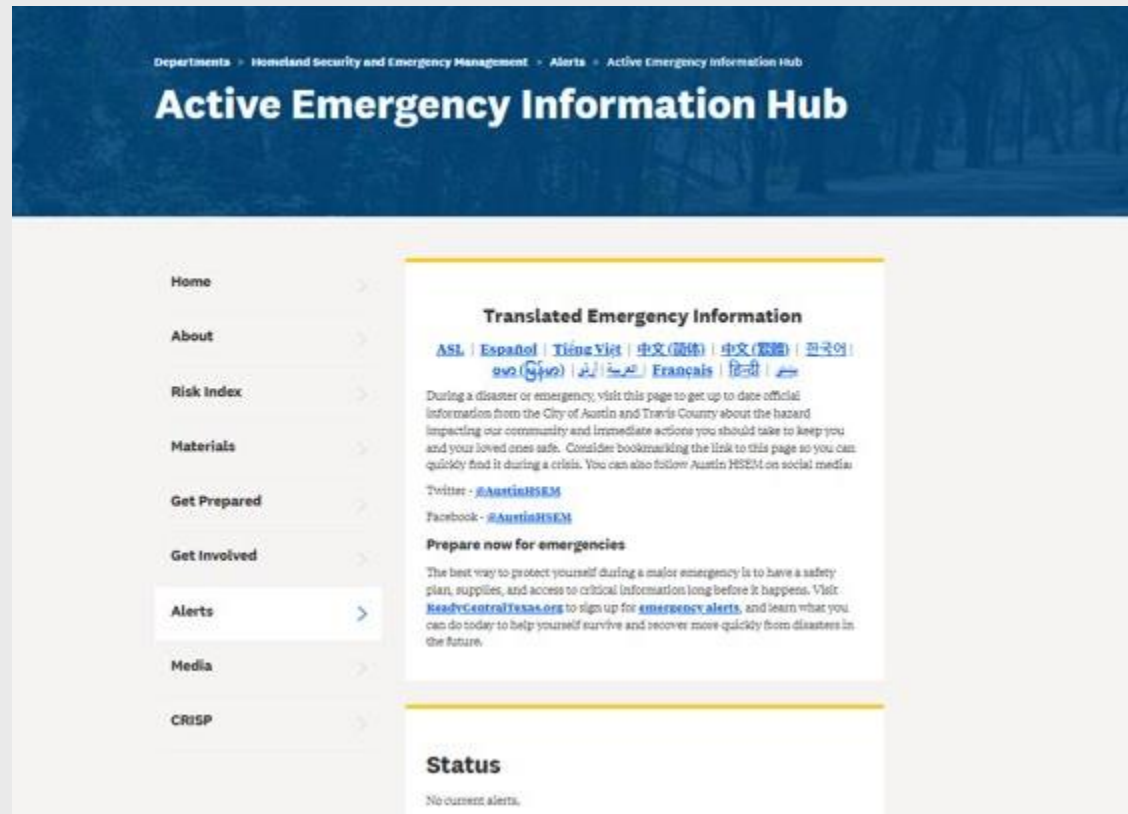 Departments > Homeland Security and Emergency Management > Alerts > Active Emergency Information Hub
Active Emergency Information Hub
Home
About
Risk Index
Materials
Get Prepared
Get Involved
Alerts
Media
CRISP
Translated Emergency Information
ASL | Español | Tiếng Việt | 中文 (简体) | 中文 (繁體) | 한국어 |
ဗမာ (မြန်မာ) | اُردُو | العربية | Français | हिन्दी | پښتو
During a disaster or emergency, visit this page to get up to date official
information from the City of Austin and Travis County about the hazard
impacting our community and immediate actions you should take to keep you
and your loved ones safe. Consider bookmarking the link to this page so you can
quickly find it during a crisis. You can also follow Austin HSEM on social media:
Twitter - @AustinHSEM
Facebook - @AustinHSEM
Prepare now for emergencies
The best way to protect yourself during a major emergency is to have a safety
plan, supplies, and access to critical information long before it happens. Visit
ReadyCentralTexas.org to sign up for emergency alerts, and learn what you
can do today to help yourself survive and recover more quickly from disasters in
the future.
Status
No current alerts.